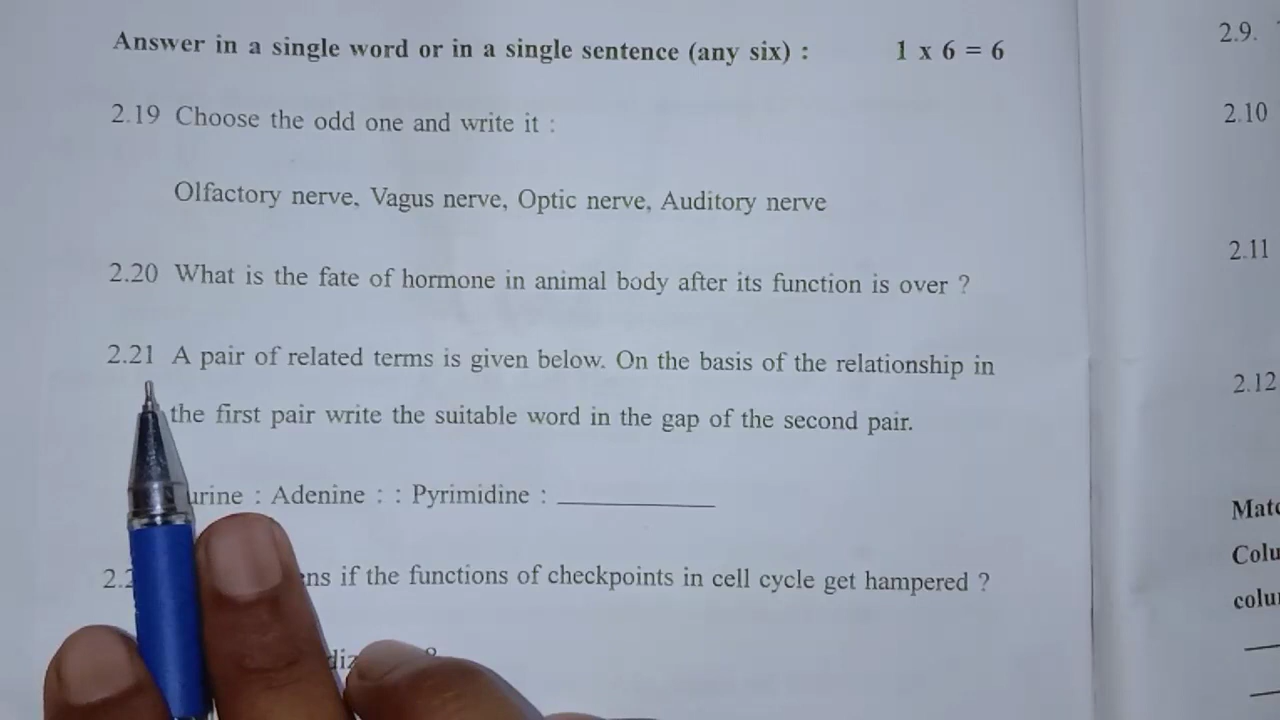 Answer in a single word or in a single sentence (any six) : 1 x 6 = 6
2.19 Choose the odd one and write it :
Olfactory nerve, Vagus nerve, Optic nerve, Auditory nerve
2.20 What is the fate of hormone in animal body after its function is over ?
2.21 A pair of related terms is given below. On the basis of the relationship in
the first pair write the suitable word in the gap of the second pair.
: Adenine : : Pyrimidine :
if the functions of checkpoints in cell cycle get hampered ?
2.9.
2.10
2.11
2.12